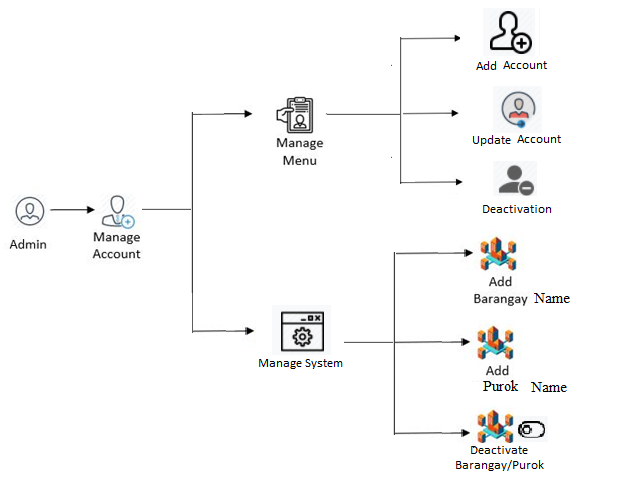 Add Account
Update Account
Manage
Menu
Deactivation
Admin
Manage
Account
Add
Barangay Name
Manage System
Add
Purok Name
Deactivate
Barangay/Purok